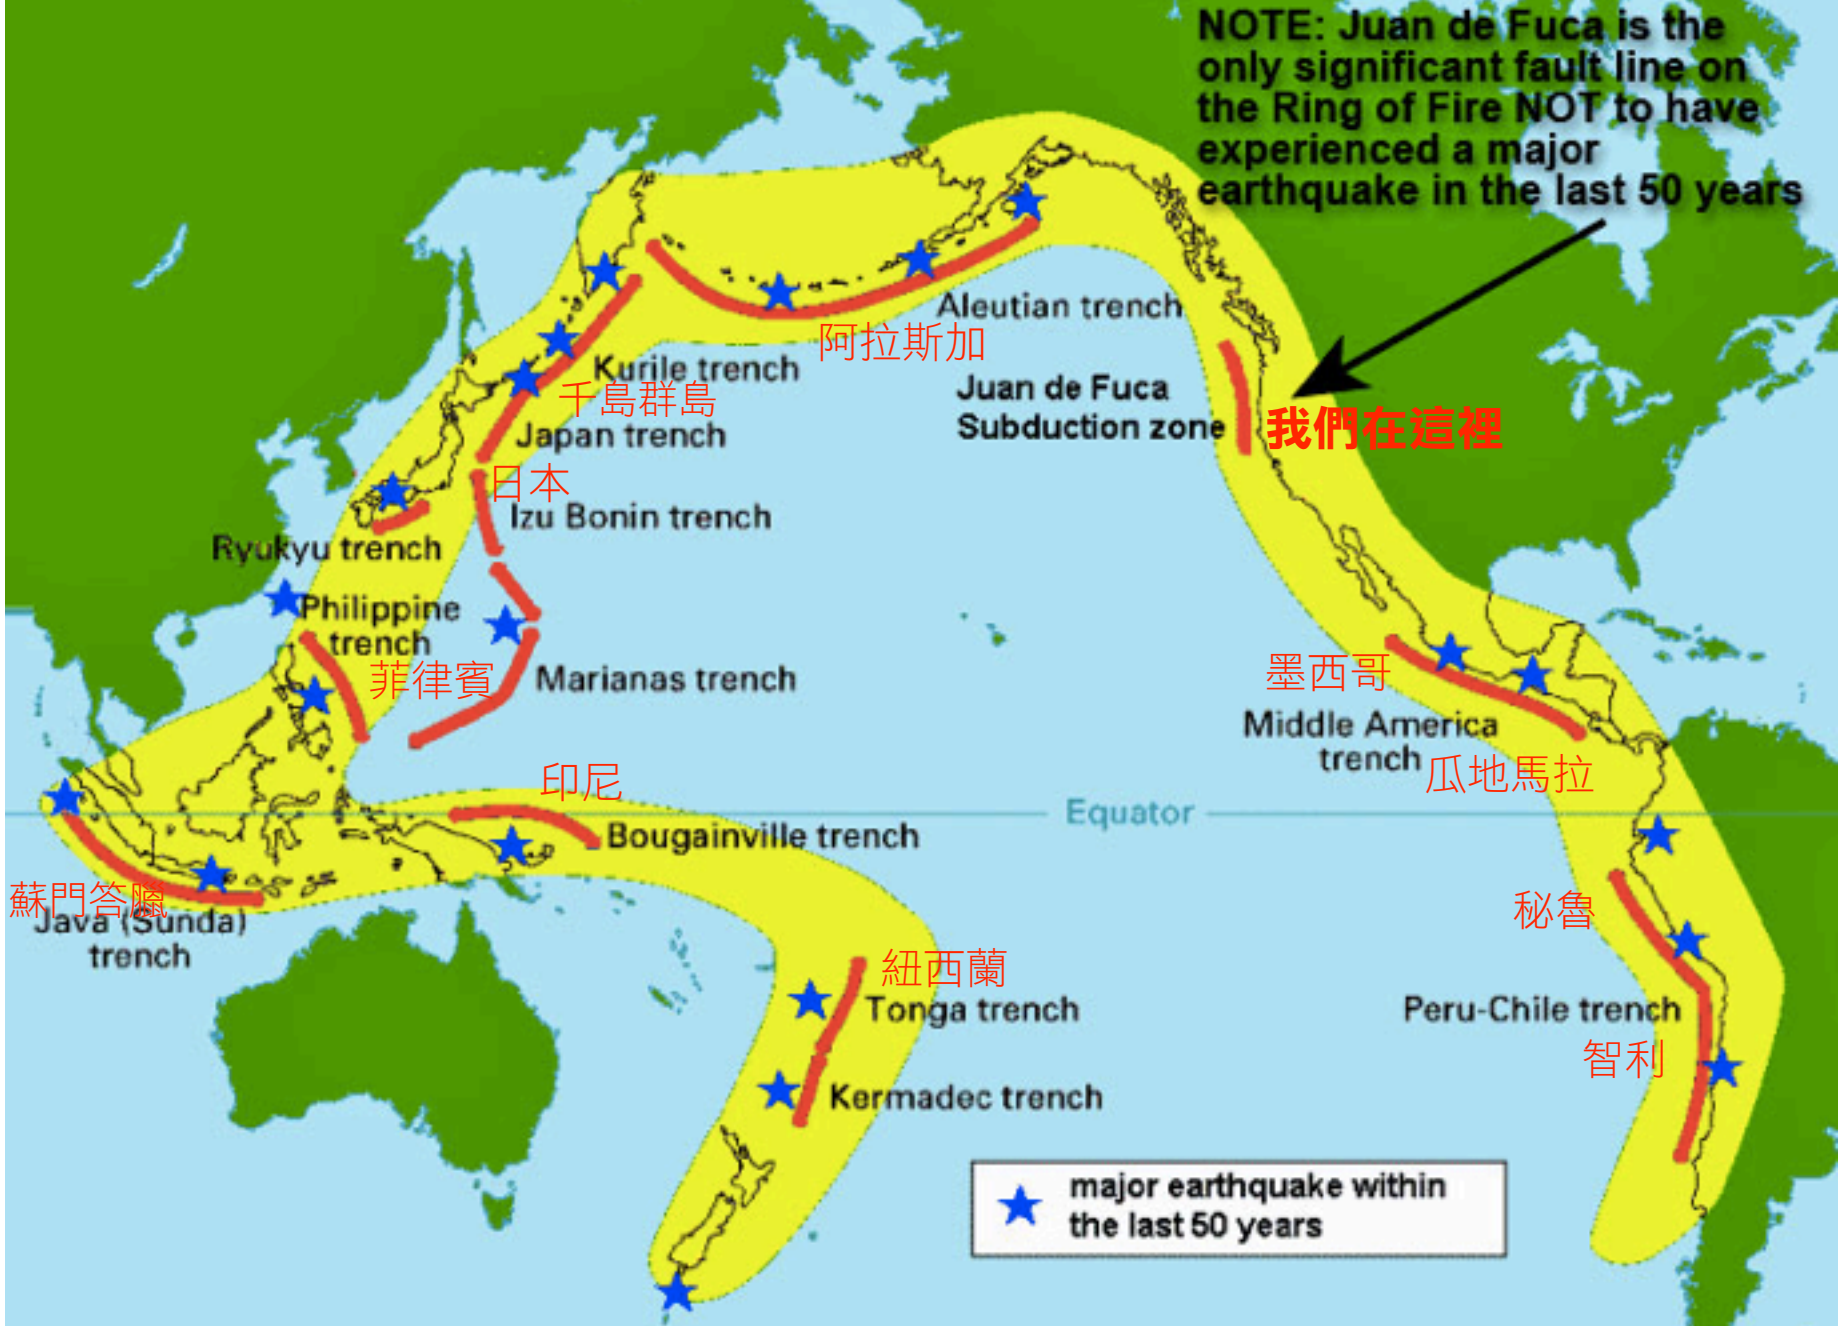 NOTE: Juan de Fuca is the
only significant fault line on
the Ring of Fire NOT to have
experienced a major
earthquake in the last 50 years
Aleutian trench
阿拉斯加
Kurile trench
千島群島
Juan de Fuca
Subduction zone
我們在這裡
Japan trench
日本
Izu Bonin trench
Ryukyu trench
Philippine
trench
菲律賓
Marianas trench
墨西哥
Middle America
trench
瓜地馬拉
印尼
Equator
Bougainville trench
蘇門答臘
Java (Sunda)
trench
秘魯
紐西蘭
Tonga trench
Peru-Chile trench
智利
Kermadec trench
major earthquake within
the last 50 years